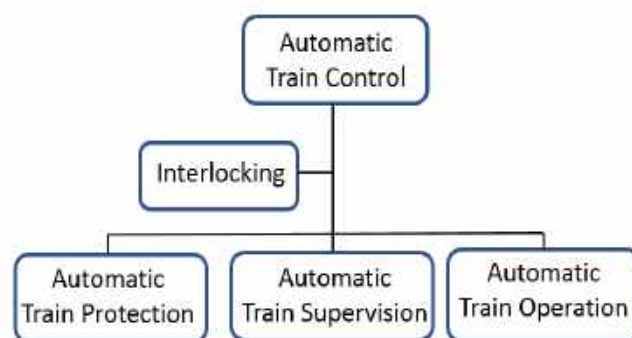 Automatic
Train Control
Interlocking
Automatic
Train Protection
Automatic
Train Supervision
Automatic
Train Operation